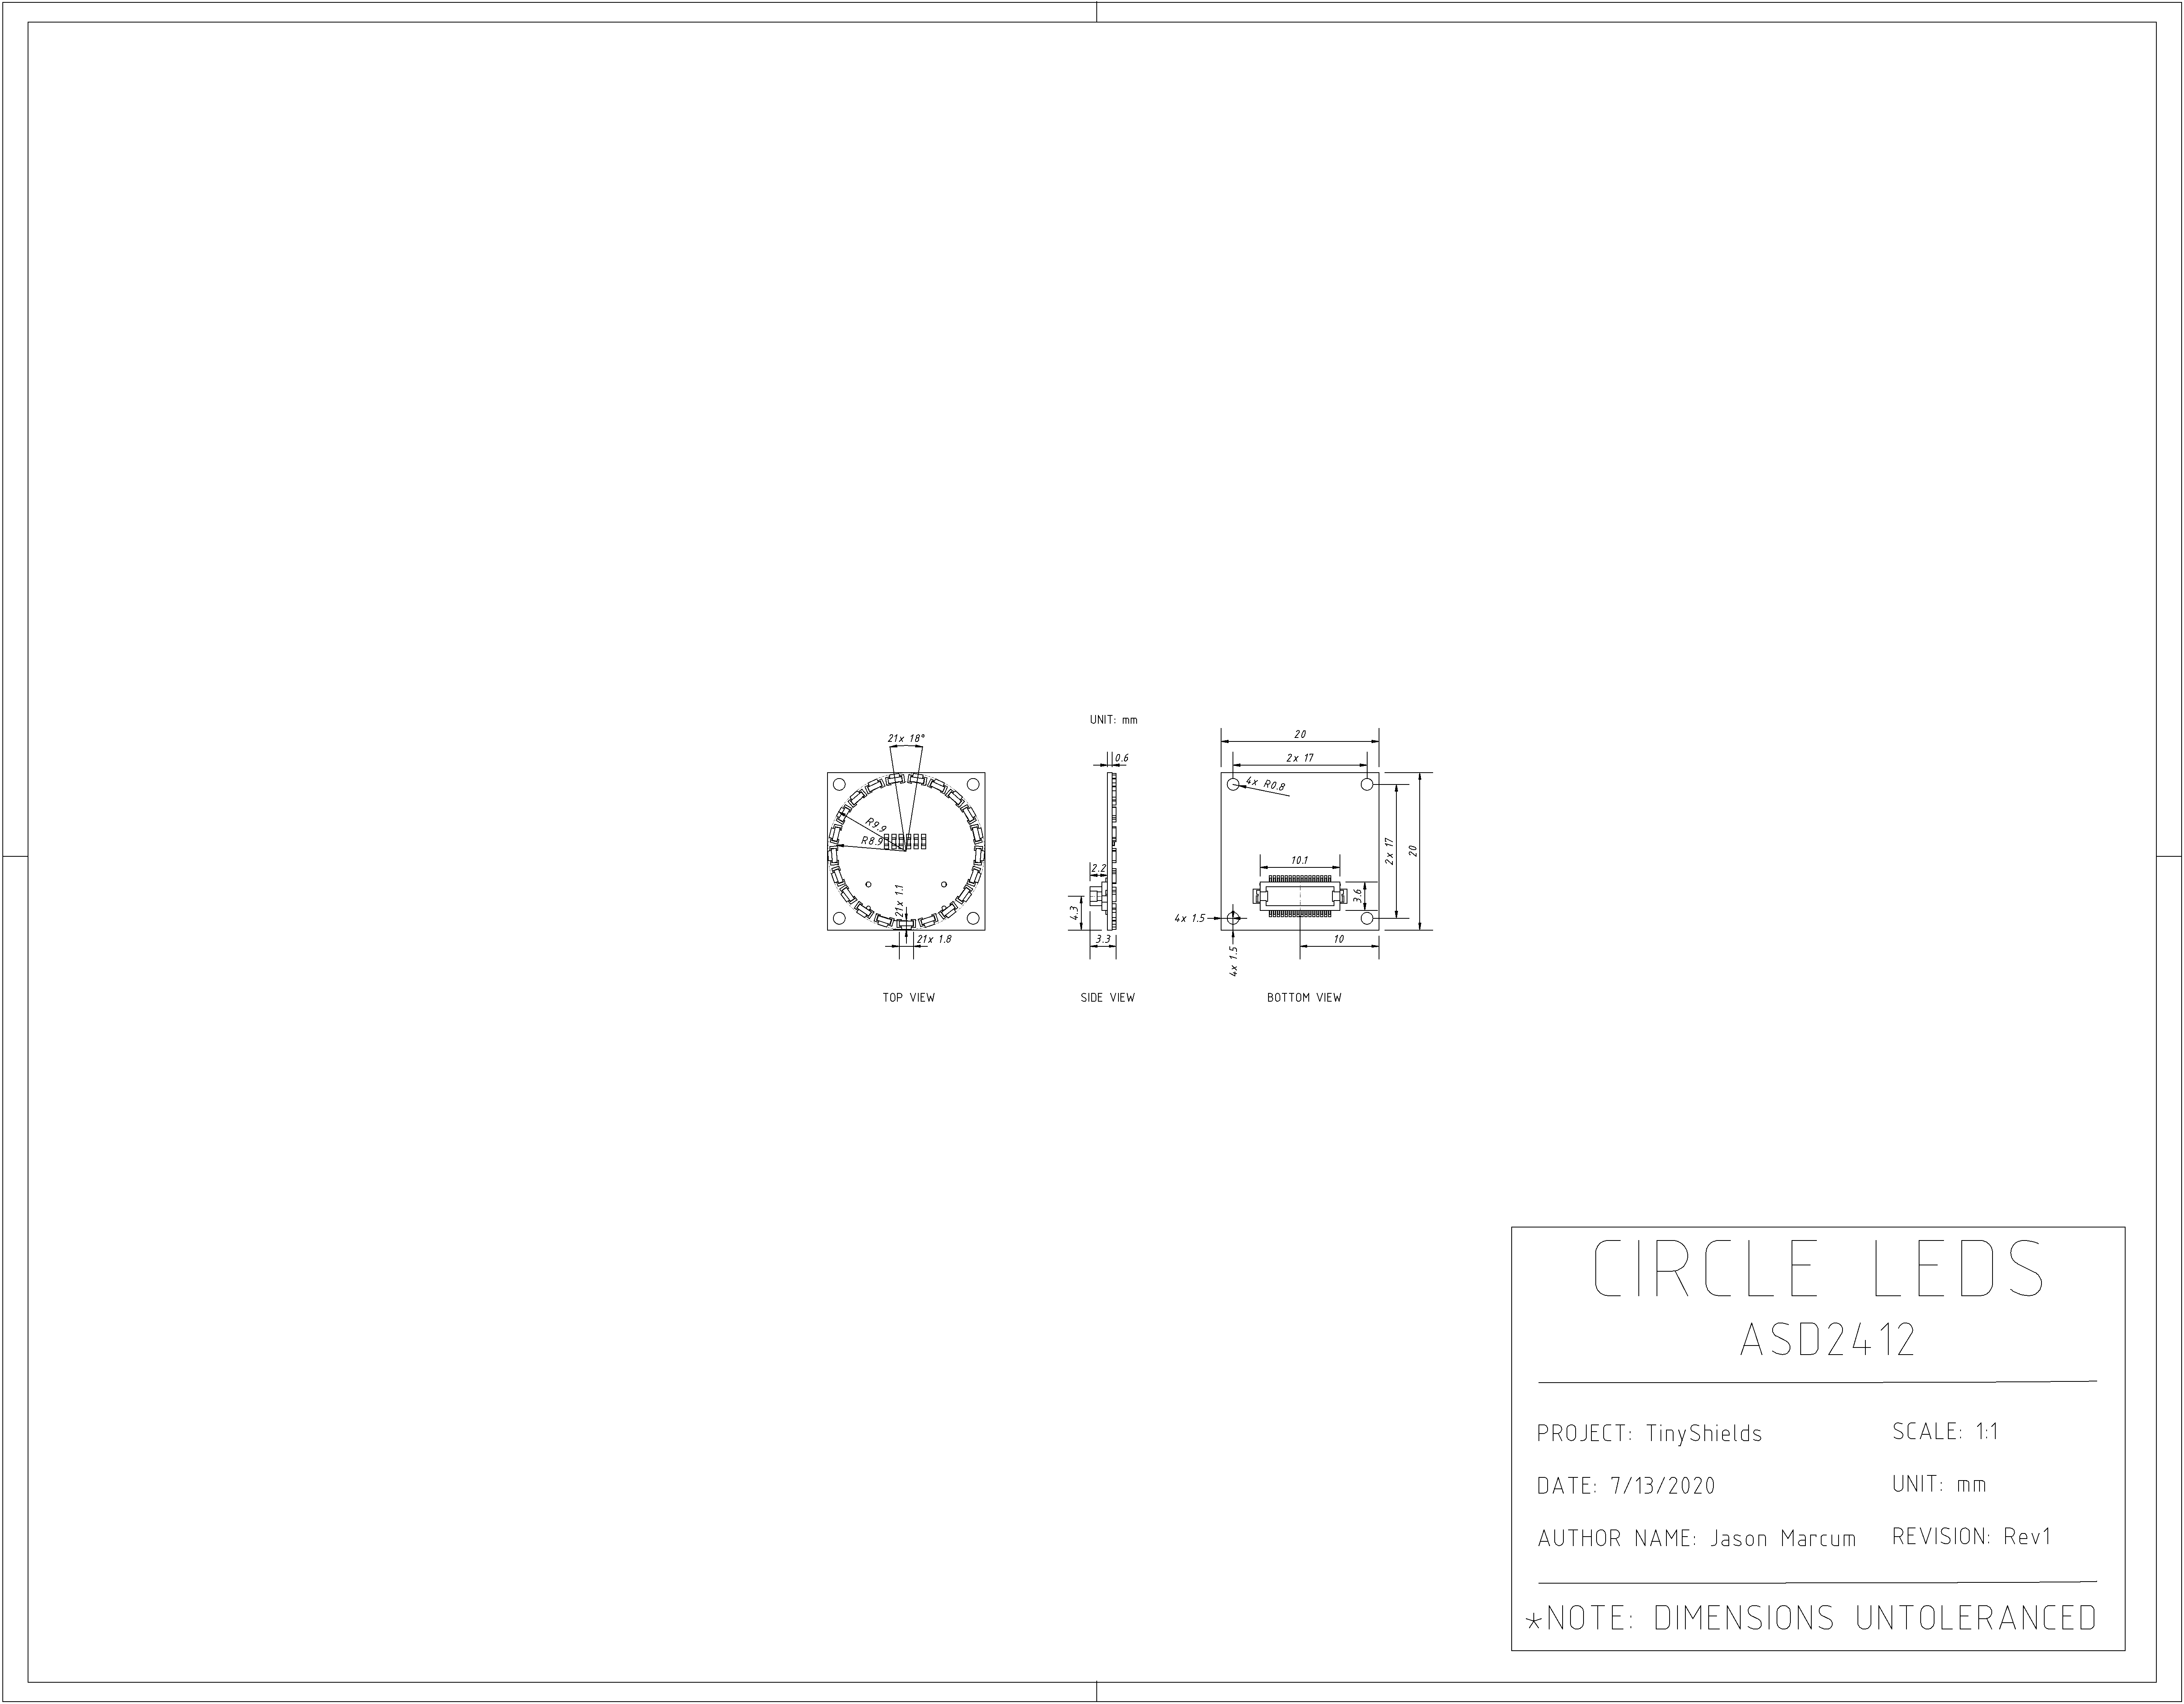 UNIT: mm
21x 18°
R9.9
R8.9
21x 1.1
21x 1.8
TOP VIEW
0.6
2.2
4.3
3.3
SIDE VIEW
20
2x 17
4x R0.8
2x 17
20
10.1
3.6
4x 1.5
4x 1.5
10
BOTTOM VIEW
CIRCLE LEDS
ASD2412
PROJECT: TinyShields
SCALE: 1:1
DATE: 7/13/2020
UNIT: mm
AUTHOR NAME: Jason Marcum
REVISION: Rev1
*NOTE: DIMENSIONS UNTOLERANCED